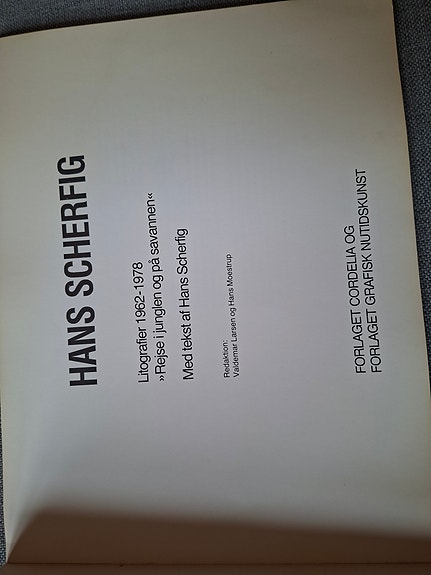 HANS SCHERFIG
Litografier 1962-1978
»Rejse i junglen og på savannen«
Med tekst af Hans Scherfig
Redaktion:
Valdemar Larsen og Hans Moestrup
FORLAGET CORDELIA OG
FORLAGET GRAFISK NUTIDSKUNST